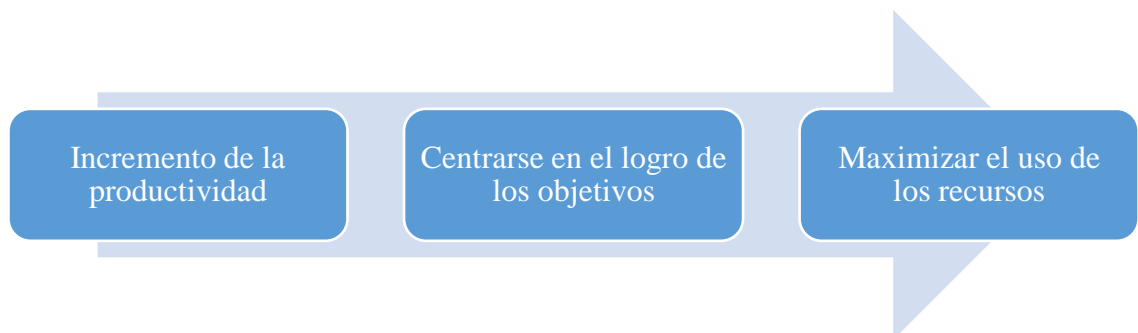 Incremento de la
productividad
Centrarse en el logro de
los objetivos
Maximizar el uso de
los recursos